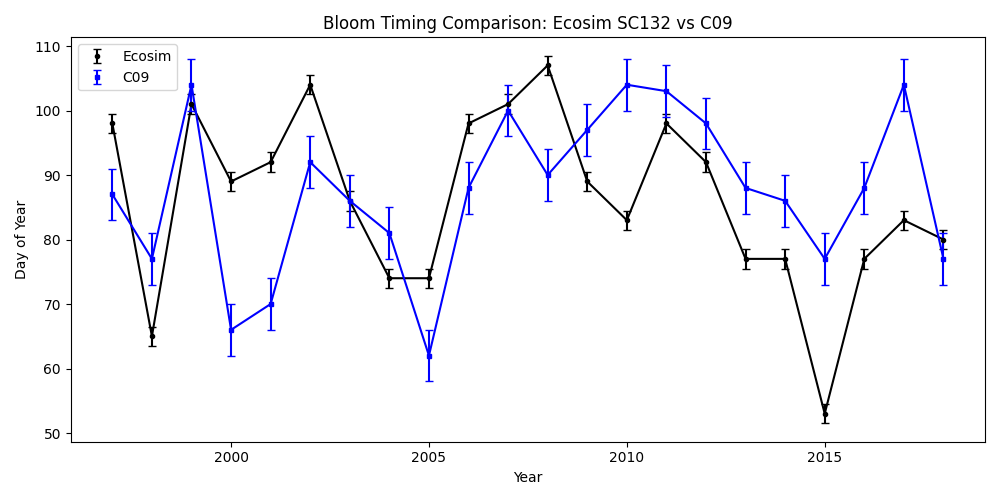 Bloom Timing Comparison: Ecosim SC132 vs C09
Ecosim
C09
Day of Year
110
100
90
80
70
60
50
2000
2005
2010
2015
Year